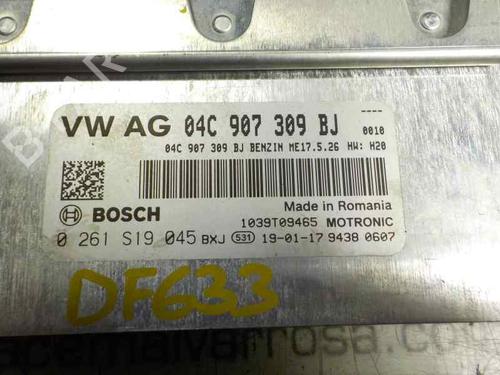 VW AG 04C 907 309 BJ 0010
04C 907 309 BJ BENZIN ME17.5.26 HW: H20
Made in Romania
BOSCH 1039T09465 MOTRONIC
0 261 S19 045 BXJ 531 19-01-17 9438 0607
DF633